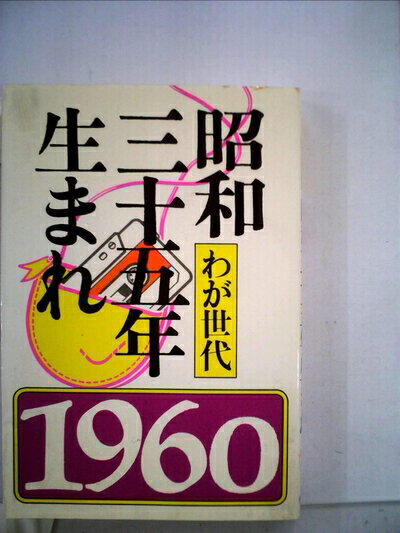 昭和
三十五年
生まれ
わが世代
1960